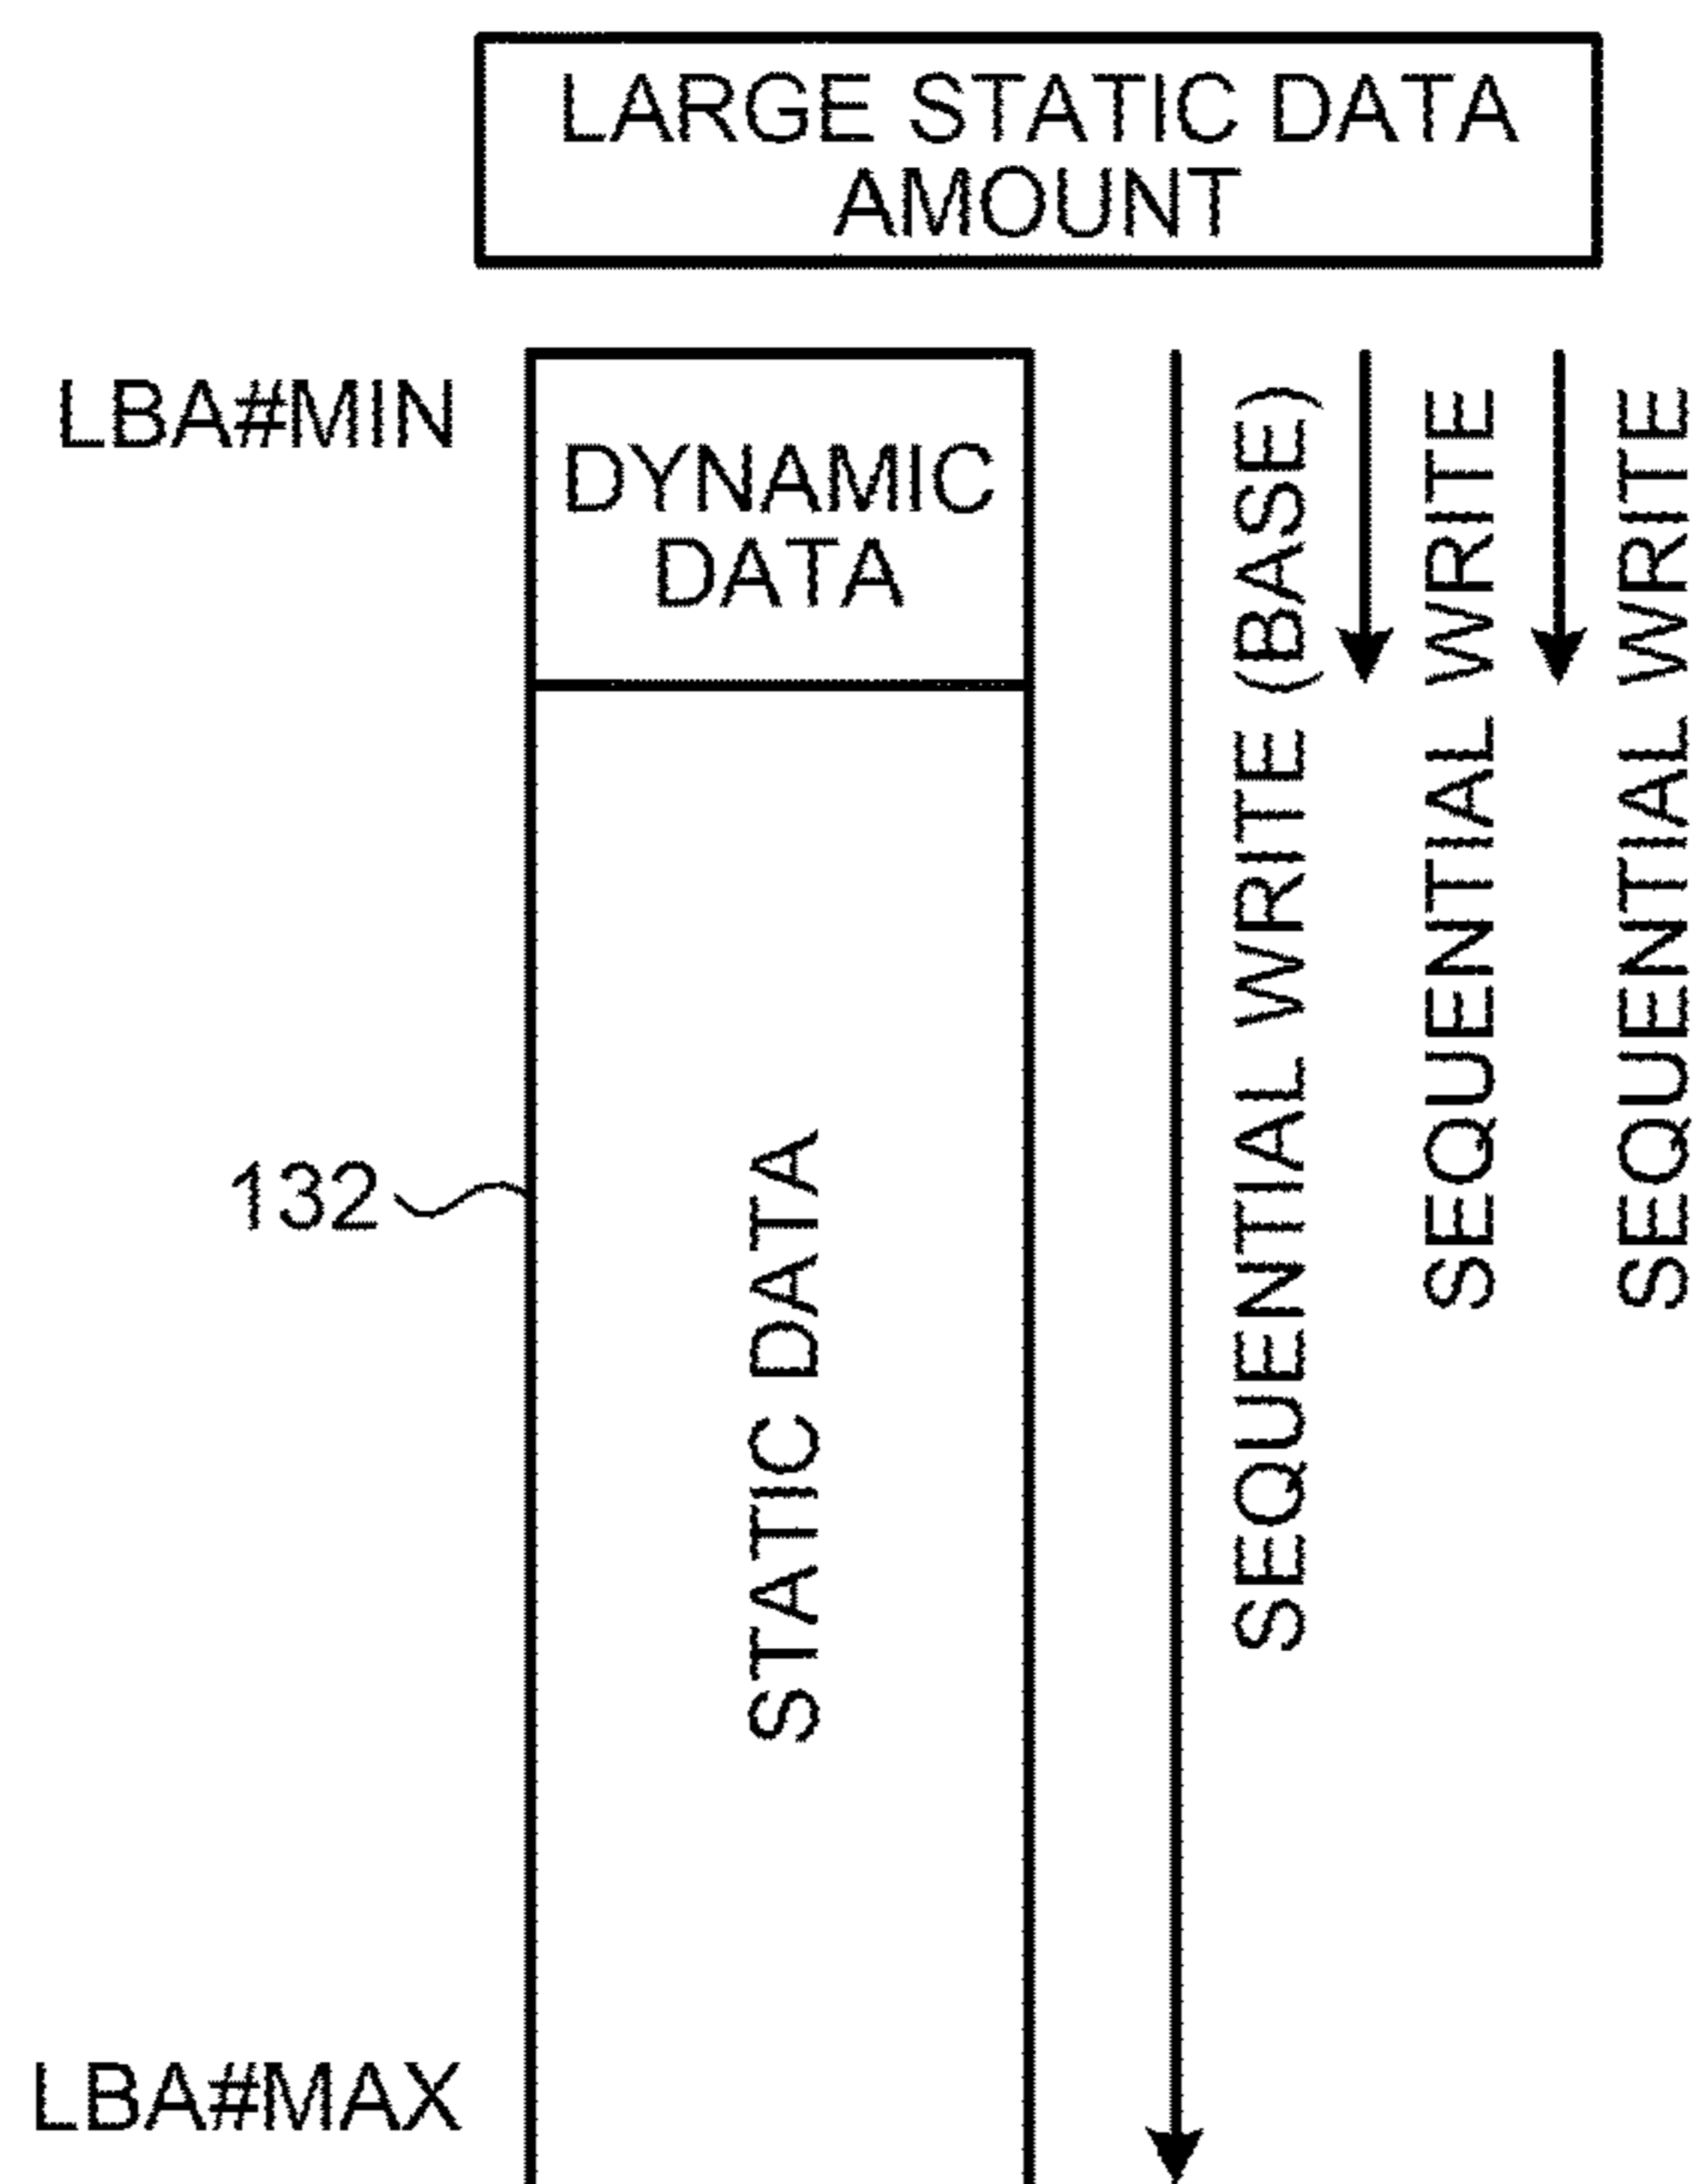 LARGE STATIC DATA
AMOUNT
LBA#MIN
DYNAMIC
DATA
SEQUENTIAL WRITE (BASE)
SEQUENTIAL WRITE
SEQUENTIAL WRITE
132
STATIC DATA
LBA#MAX